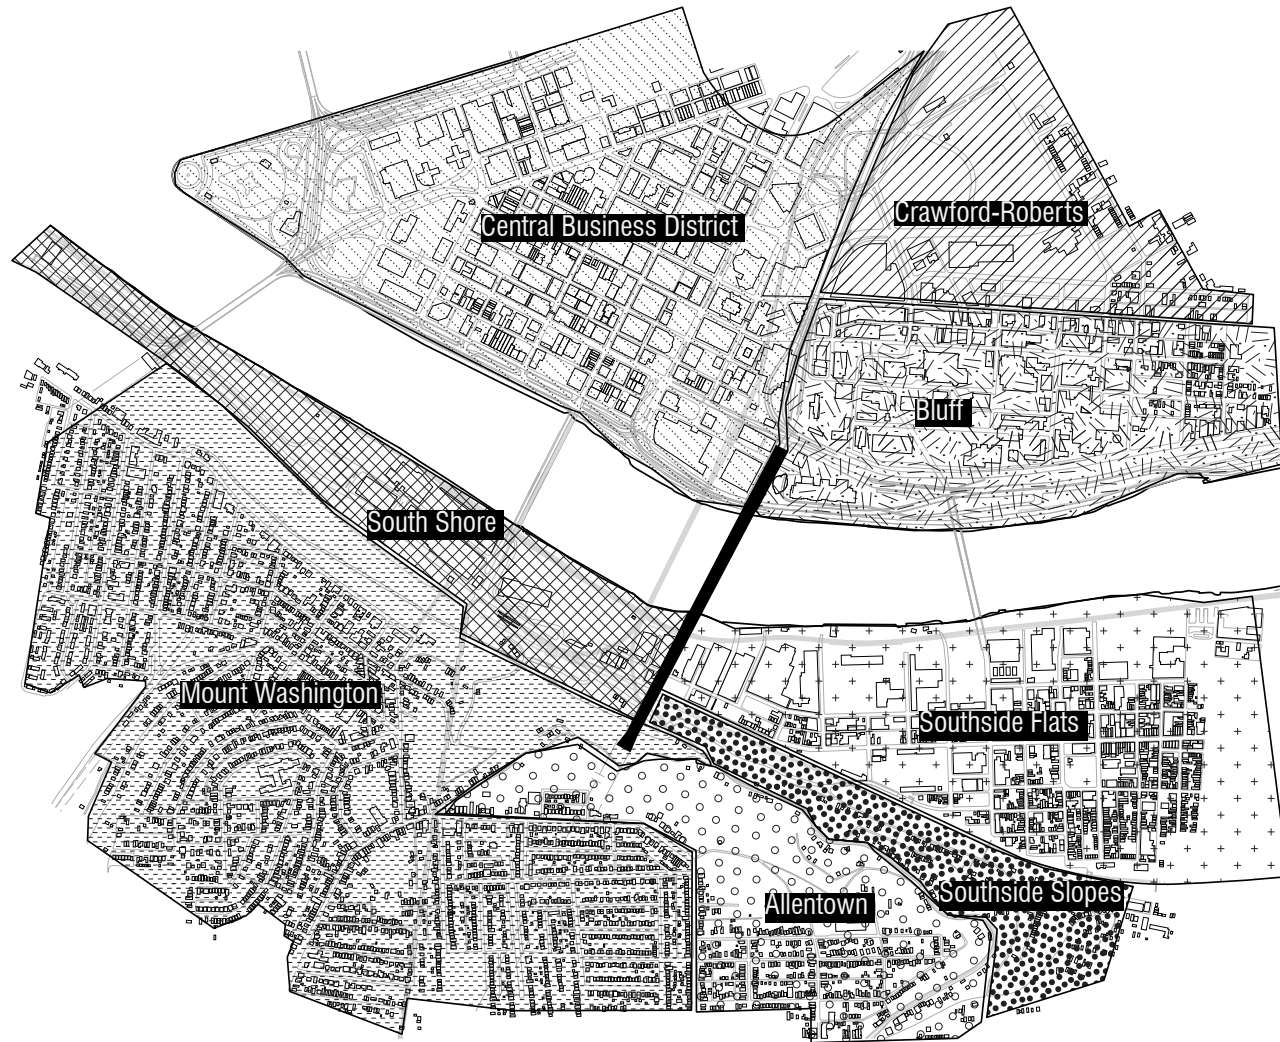 Crawford-Roberts
Central Business District
Bluff
South Shore
Mount Washington
Southside Flats
Southside Slopes
Allentown